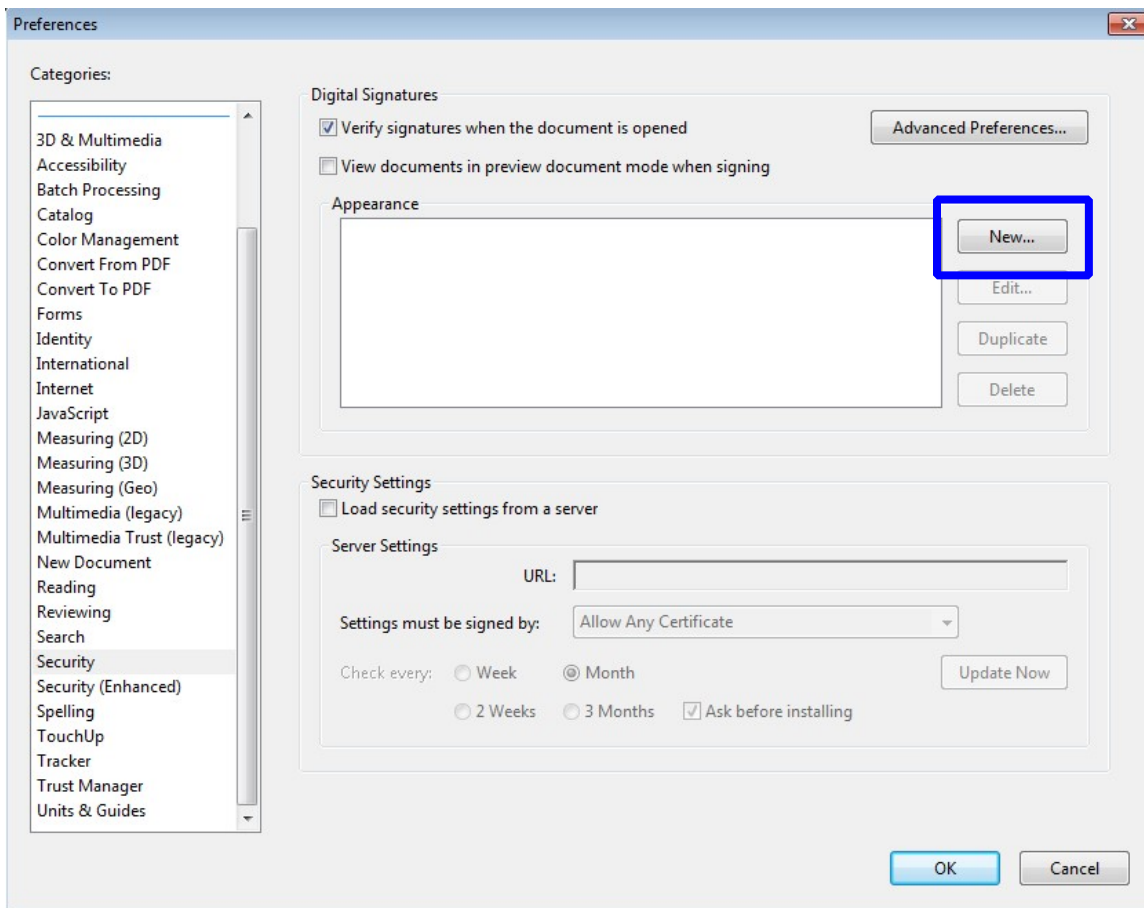 Preferences
Categories:
3D & Multimedia
Accessibility
Batch Processing
Catalog
Color Management
Convert From PDF
Convert To PDF
Forms
Identity
International
Internet
JavaScript
Measuring (2D)
Measuring (3D)
Measuring (Geo)
Multimedia (legacy)
Multimedia Trust (legacy)
New Document
Reading
Reviewing
Search
Security
Security (Enhanced)
Spelling
TouchUp
Tracker
Trust Manager
Units & Guides
Digital Signatures
Verify signatures when the document is opened
Advanced Preferences...
View documents in preview document mode when signing
Appearance
New...
Edit...
Duplicate
Delete
Security Settings
Load security settings from a server
Server Settings
URL:
Settings must be signed by: Allow Any Certificate
Check every: Week Month Update Now
2 Weeks 3 Months Ask before installing
OK Cancel